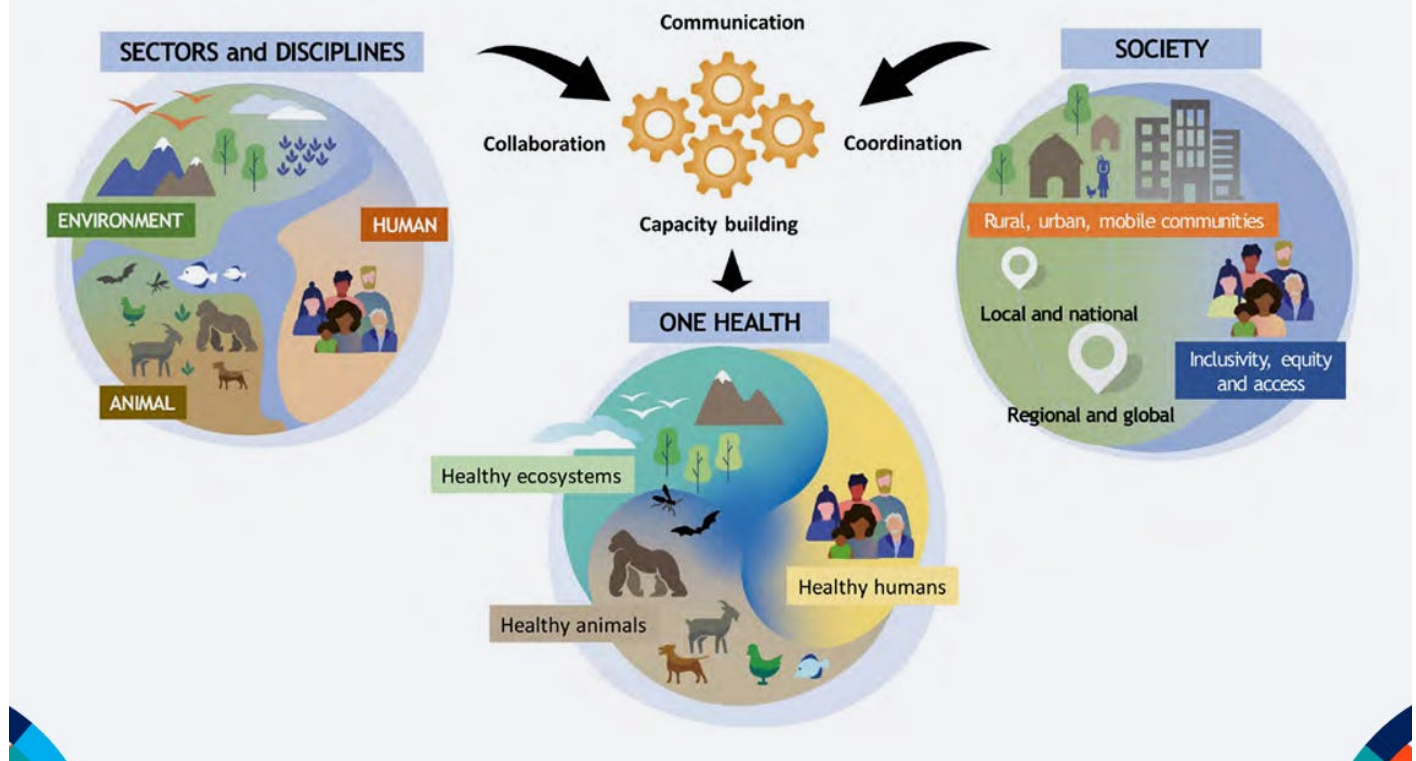 SECTORS and DISCIPLINES
ENVIRONMENT
HUMAN
ANIMAL
Communication
Collaboration
Coordination
Capacity building
SOCIETY
Rural, urban, mobile communities
Local and national
Inclusivity, equity
and access
Regional and global
ONE HEALTH
Healthy ecosystems
Healthy humans
Healthy animals